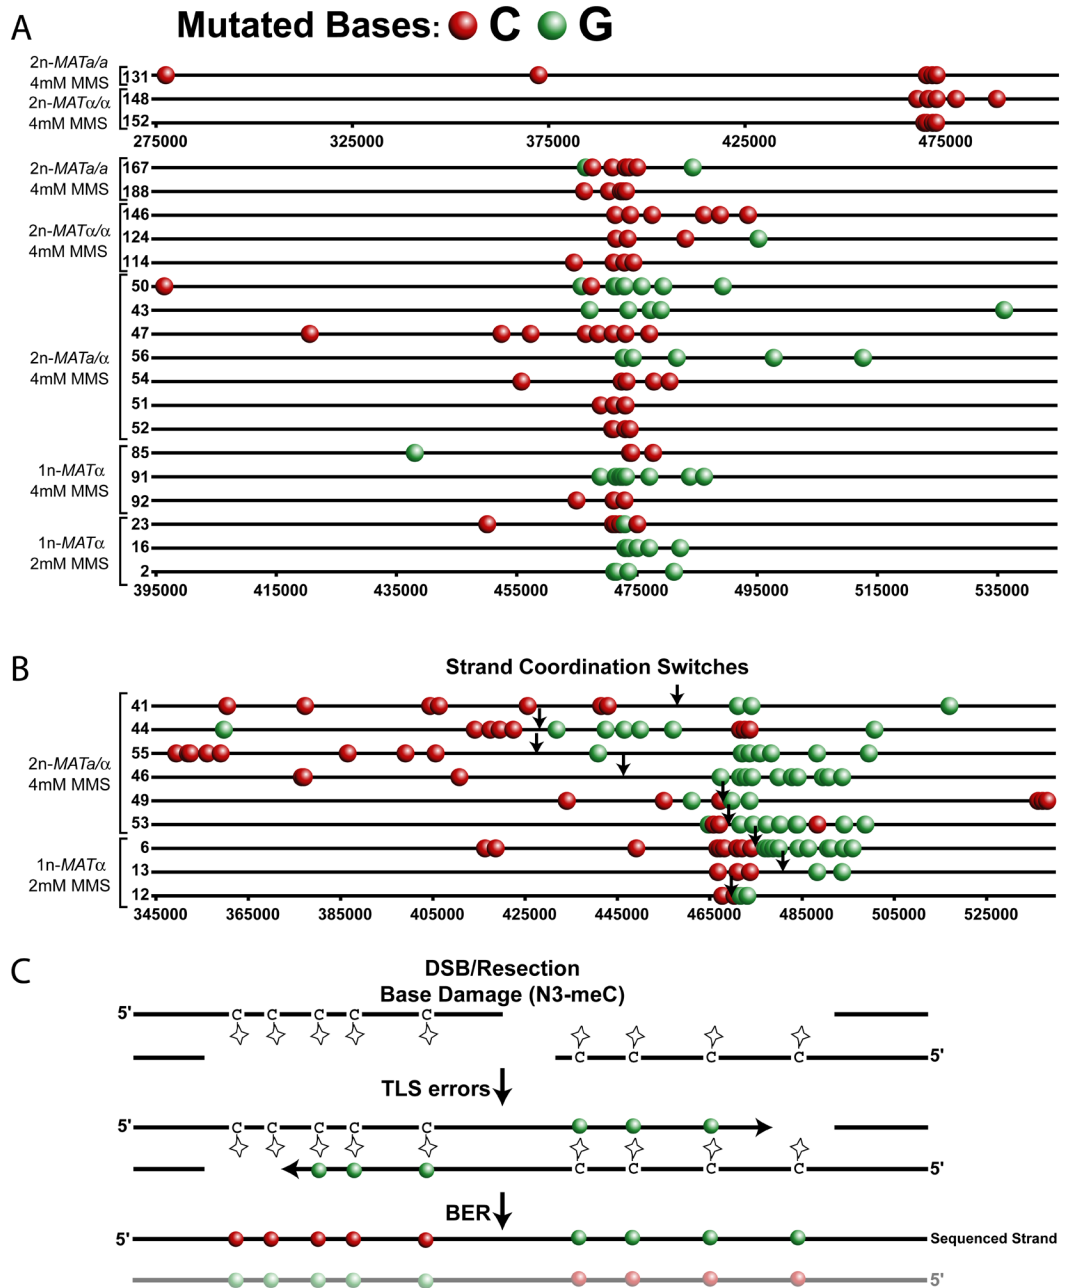 A
Mutated Bases: C G
2n-MATa/a
4mM MMS
131
2n-MATα/α
4mM MMS
148
152
275000 325000 375000 425000 475000
2n-MATa/a
4mM MMS
167
188
2n-MATα/α
4mM MMS
146
124
114
2n-MATa/α
4mM MMS
50
43
47
56
54
51
52
1n-MATα
4mM MMS
85
91
92
1n-MATα
2mM MMS
23
16
2
395000 415000 435000 455000 475000 495000 515000 535000
B
Strand Coordination Switches
2n-MATa/α
4mM MMS
41
44
55
46
49
53
1n-MATα
2mM MMS
6
13
12
345000 365000 385000 405000 425000 445000 465000 485000 505000 525000
C
DSB/Resection
Base Damage (N3-meC)
5' C C C C C
C C C C 5'
TLS errors
5' C C C C C
C C C C 5'
BER
5' Sequenced Strand
5'